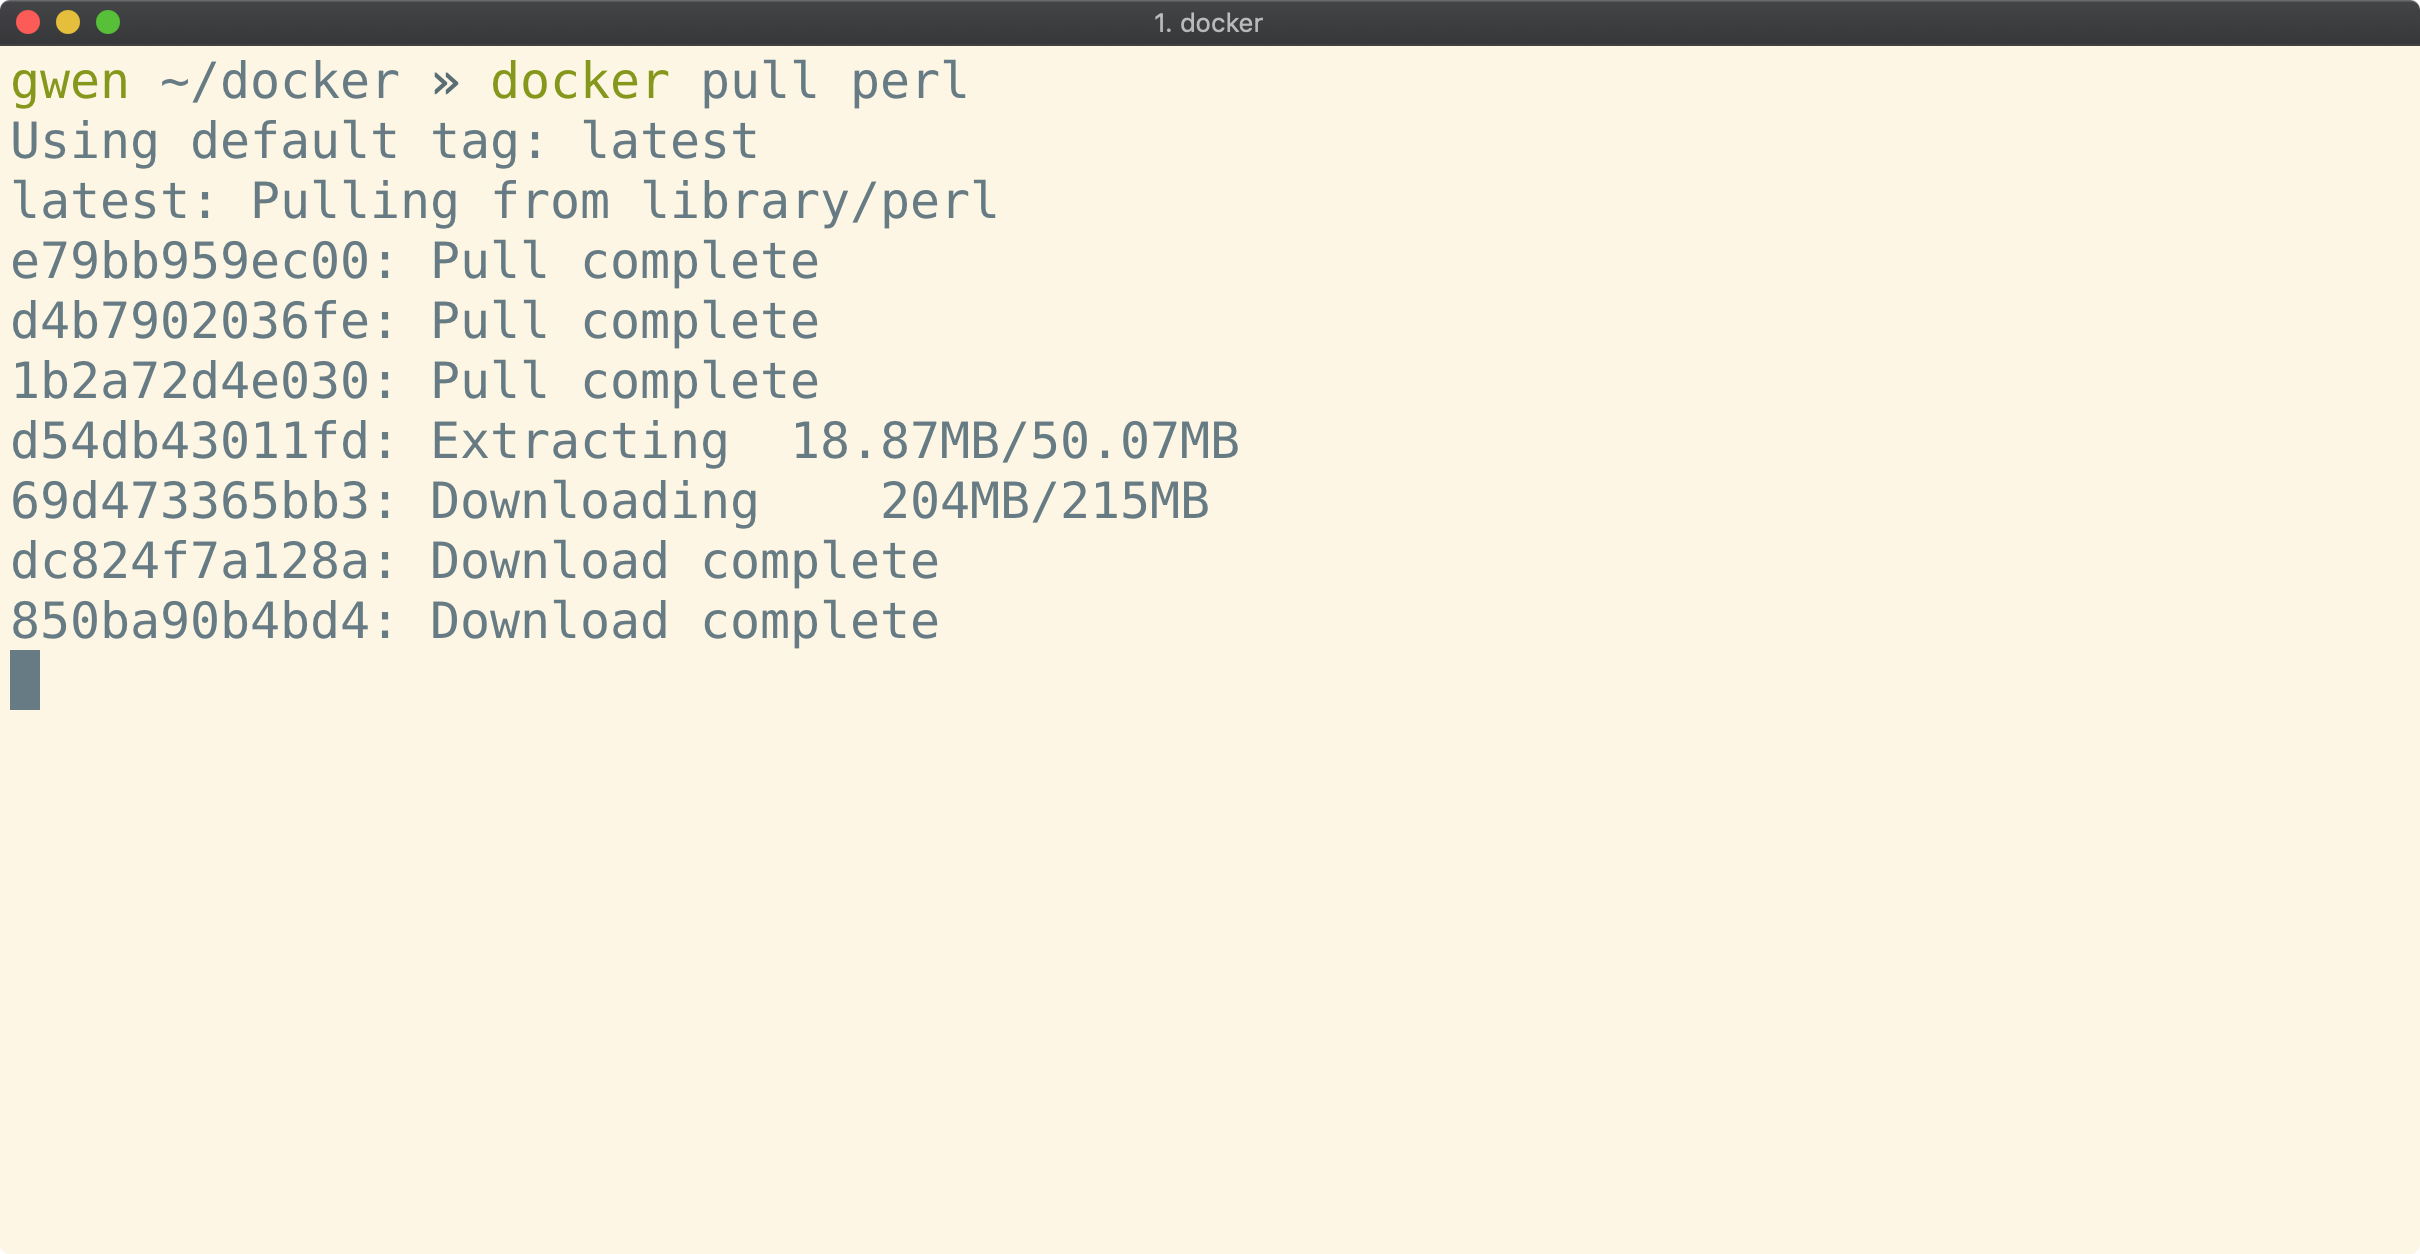 1. docker
gwen ~/docker » docker pull perl
Using default tag: latest
latest: Pulling from library/perl
e79bb959ec00: Pull complete
d4b7902036fe: Pull complete
1b2a72d4e030: Pull complete
d54db43011fd: Extracting  18.87MB/50.07MB
69d473365bb3: Downloading    204MB/215MB
dc824f7a128a: Download complete
850ba90b4bd4: Download complete